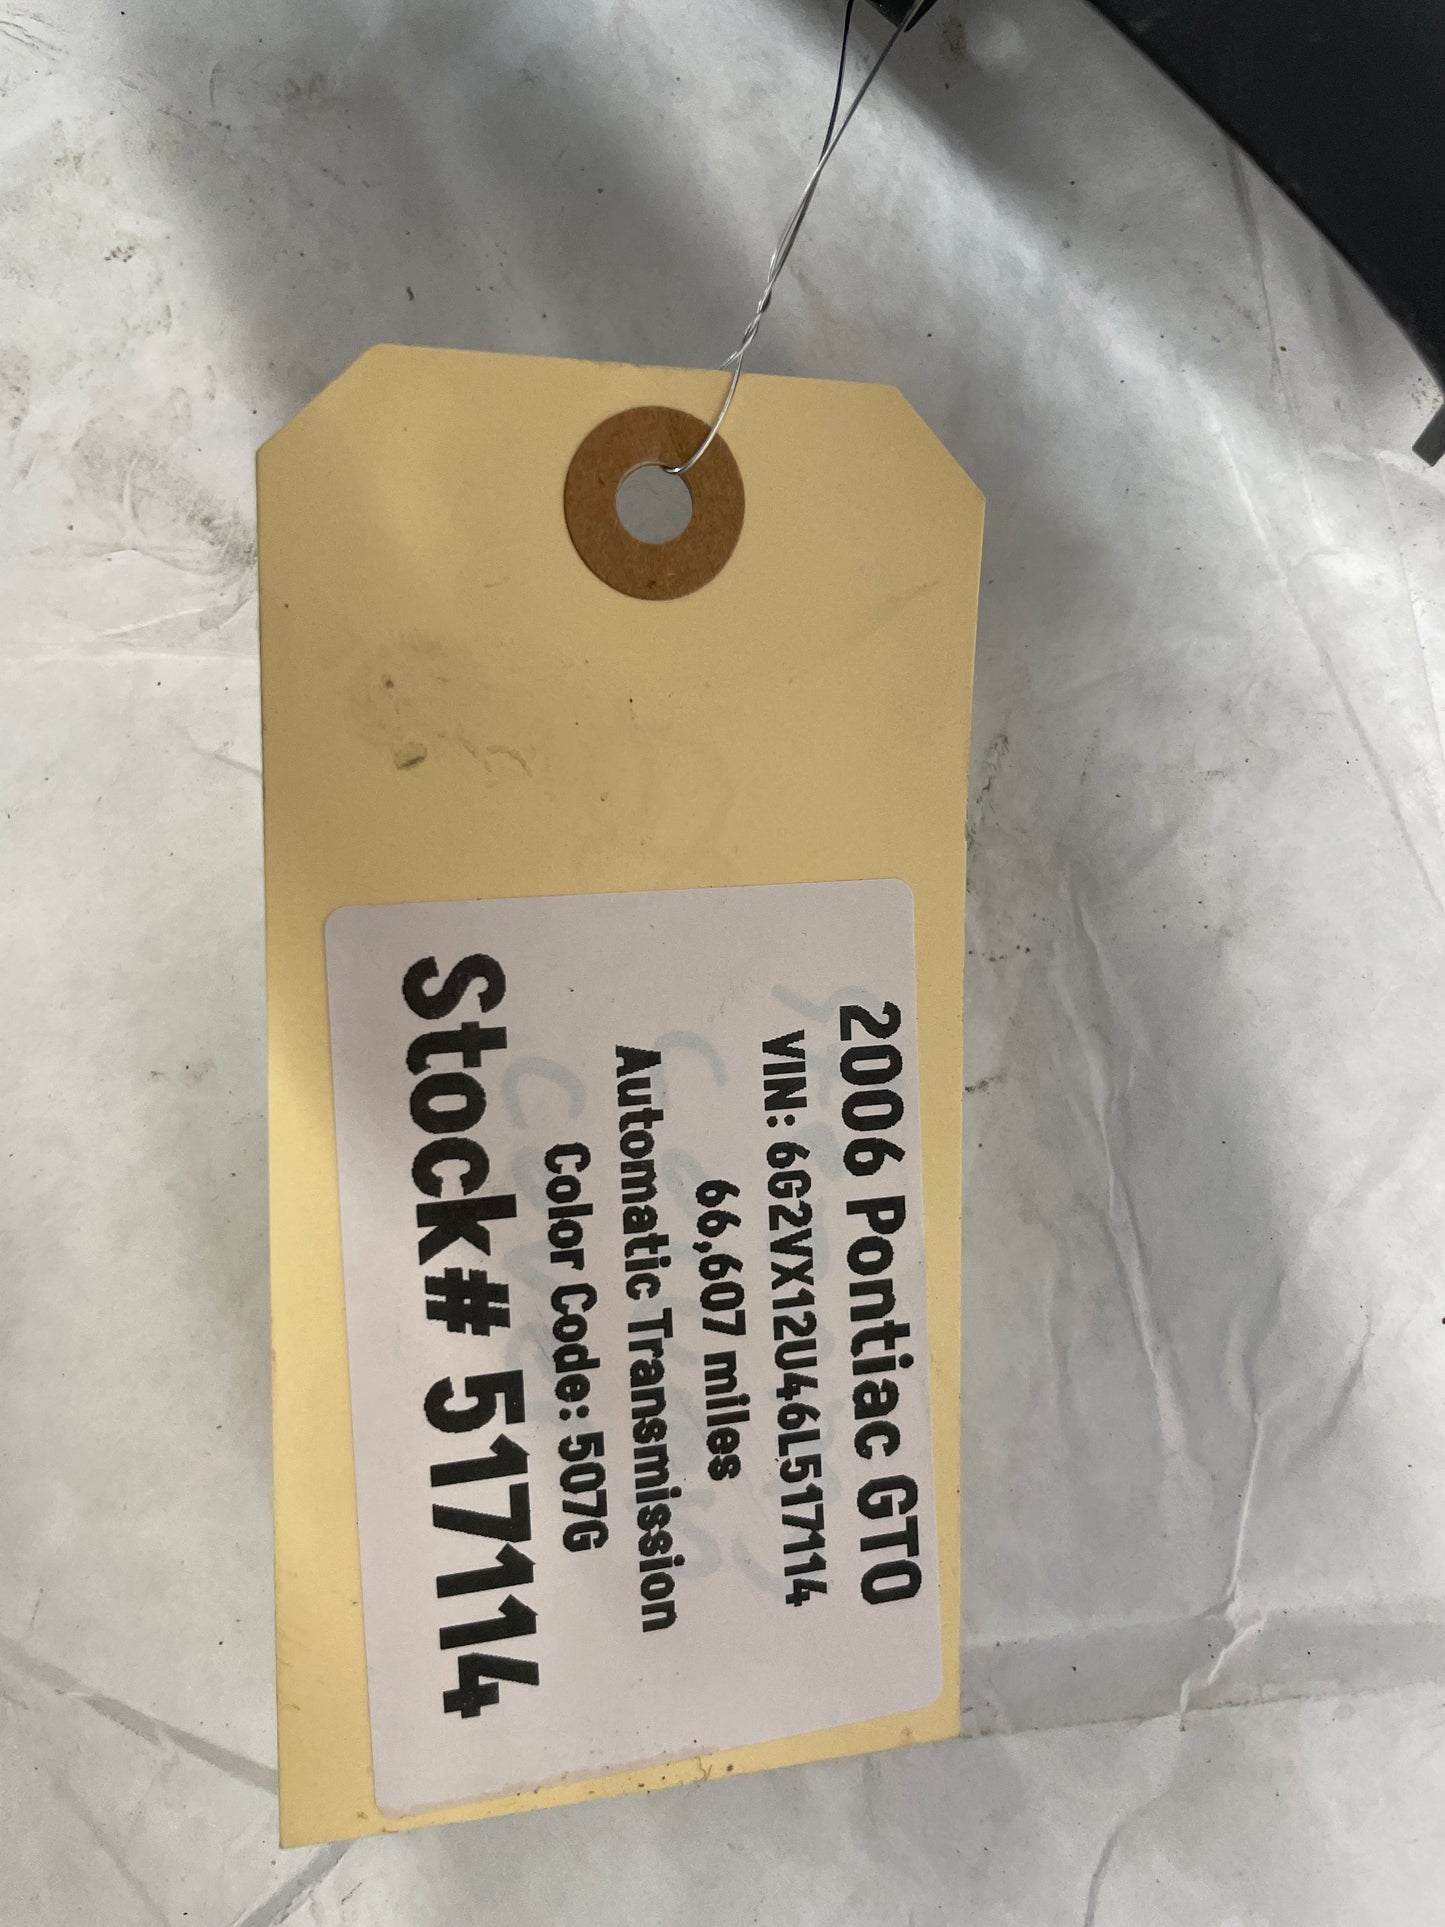 2006 Pontiac GTO
VIN: 6G2VX12U46L517114
66,607 miles
Automatic Transmission
Color Code: 507G
Stock# 517114